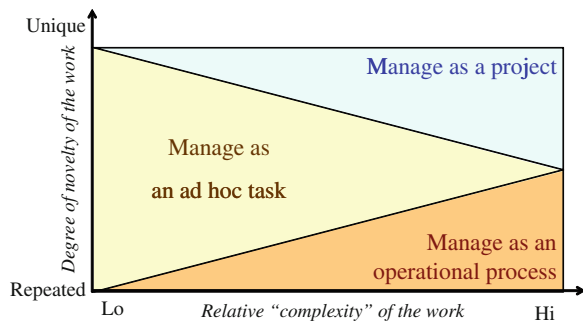 Unique
Degree of novelty of the work
Manage as a project
Manage as
an ad hoc task
Manage as an
operational process
Repeated
Lo
Relative “complexity” of the work
Hi